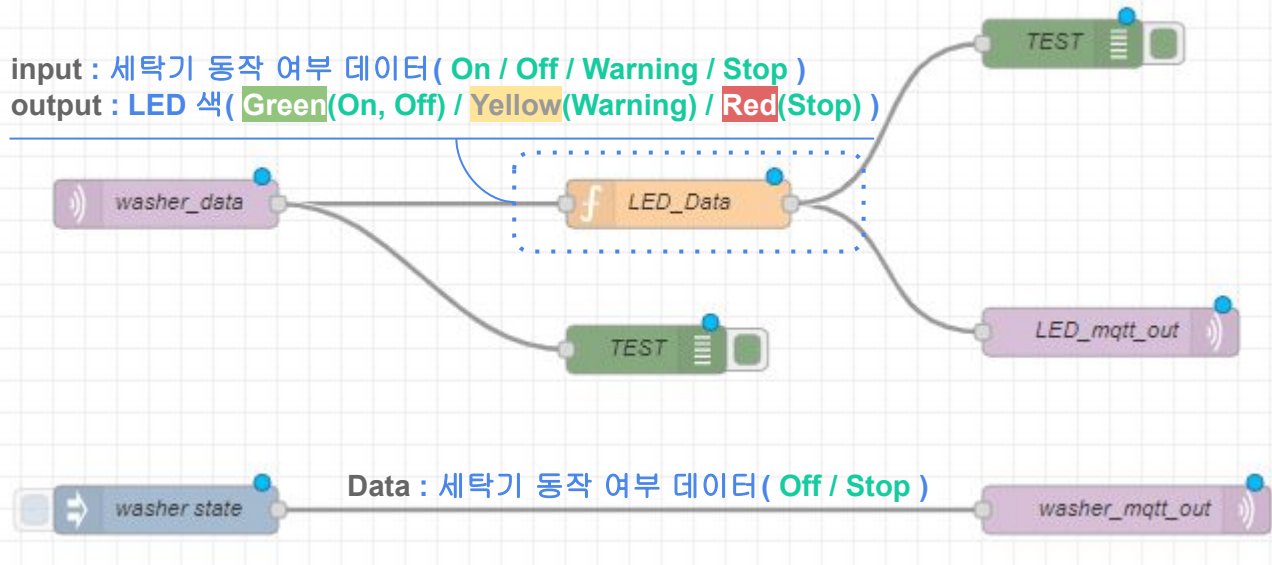 TEST
input : 세탁기 동작 여부 데이터( On / Off / Warning / Stop )
output : LED 색( Green(On, Off) / Yellow(Warning) / Red(Stop) )
washer_data
LED_Data
LED_mqtt_out
TEST
Data : 세탁기 동작 여부 데이터( Off / Stop )
washer state
washer_mqtt_out